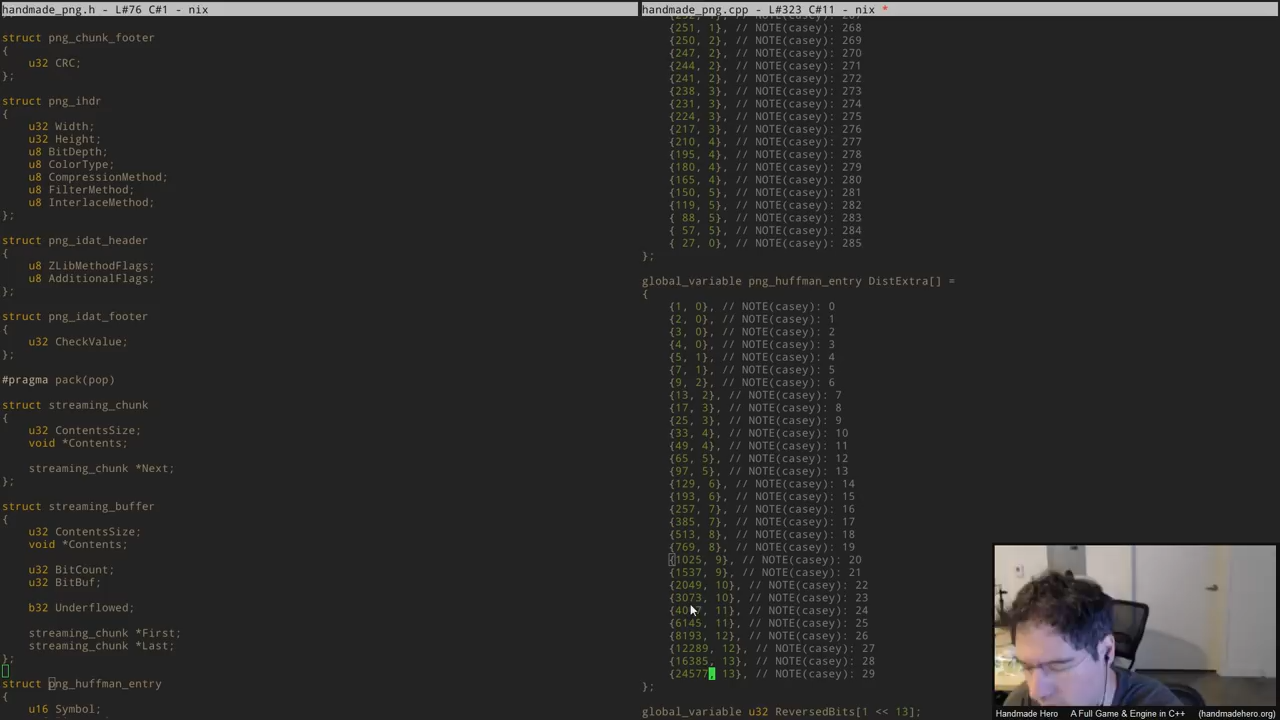 handmade_png.h - L#76 C#1 - nix
struct png_chunk_footer
{
u32 CRC;
};
struct png_ihdr
{
u32 Width;
u32 Height;
u8 BitDepth;
u8 ColorType;
u8 CompressionMethod;
u8 FilterMethod;
u8 InterlaceMethod;
};
struct png_idat_header
{
u8 ZLibMethodFlags;
u8 AdditionalFlags;
};
struct png_idat_footer
{
u32 CheckValue;
};
#pragma pack(pop)
struct streaming_chunk
{
u32 ContentsSize;
void *Contents;
streaming_chunk *Next;
};
struct streaming_buffer
{
u32 ContentsSize;
void *Contents;
u32 BitCount;
u32 BitBuf;
b32 Underflowed;
streaming_chunk *First;
streaming_chunk *Last;
};
struct png_huffman_entry
{
u16 Symbol;
handmade_png.cpp - L#323 C#11 - nix *
{251, 1}, // NOTE(casey): 268
{250, 2}, // NOTE(casey): 269
{247, 2}, // NOTE(casey): 270
{244, 2}, // NOTE(casey): 271
{241, 2}, // NOTE(casey): 272
{238, 3}, // NOTE(casey): 273
{231, 3}, // NOTE(casey): 274
{224, 3}, // NOTE(casey): 275
{217, 3}, // NOTE(casey): 276
{210, 4}, // NOTE(casey): 277
{195, 4}, // NOTE(casey): 278
{180, 4}, // NOTE(casey): 279
{165, 4}, // NOTE(casey): 280
{150, 5}, // NOTE(casey): 281
{119, 5}, // NOTE(casey): 282
{ 88, 5}, // NOTE(casey): 283
{ 57, 5}, // NOTE(casey): 284
{ 27, 0}, // NOTE(casey): 285
};
global_variable png_huffman_entry DistExtra[] =
{
{1, 0}, // NOTE(casey): 0
{2, 0}, // NOTE(casey): 1
{3, 0}, // NOTE(casey): 2
{4, 0}, // NOTE(casey): 3
{5, 1}, // NOTE(casey): 4
{7, 1}, // NOTE(casey): 5
{9, 2}, // NOTE(casey): 6
{13, 2}, // NOTE(casey): 7
{17, 3}, // NOTE(casey): 8
{25, 3}, // NOTE(casey): 9
{33, 4}, // NOTE(casey): 10
{49, 4}, // NOTE(casey): 11
{65, 5}, // NOTE(casey): 12
{97, 5}, // NOTE(casey): 13
{129, 6}, // NOTE(casey): 14
{193, 6}, // NOTE(casey): 15
{257, 7}, // NOTE(casey): 16
{385, 7}, // NOTE(casey): 17
{513, 8}, // NOTE(casey): 18
{769, 8}, // NOTE(casey): 19
{1025, 9}, // NOTE(casey): 20
{1537, 9}, // NOTE(casey): 21
{2049, 10}, // NOTE(casey): 22
{3073, 10}, // NOTE(casey): 23
11}, // NOTE(casey): 24
{6145, 11}, // NOTE(casey): 25
{8193, 12}, // NOTE(casey): 26
{12289, 12}, // NOTE(casey): 27
{16385, 13}, // NOTE(casey): 28
{24577, 13}, // NOTE(casey): 29
};
global_variable u32 ReversedBits[1 << 13];
Handmade Hero A Full Game & Engine in C++ (handmadehero.org)